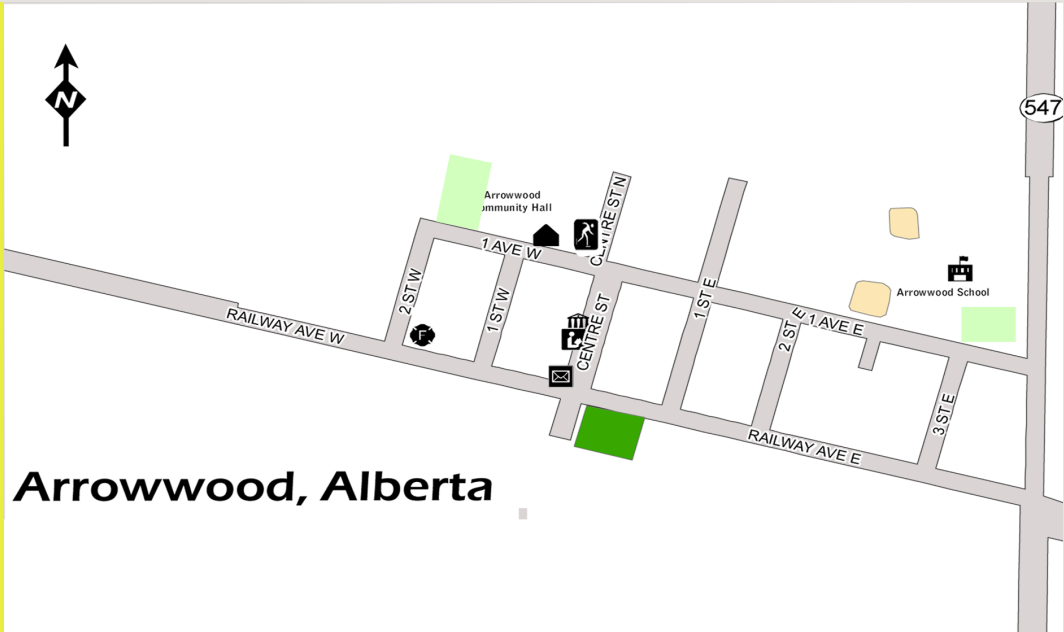 N
547
CENTRE ST N
Arrowwood
ommunity Hall
1 AVE W
2 ST W
1 ST W
CENTRE ST
1 ST E
2 ST E
1 AVE E
Arrowwood School
3 ST E
F
RAILWAY AVE W
RAILWAY AVE E
Arrowwood, Alberta